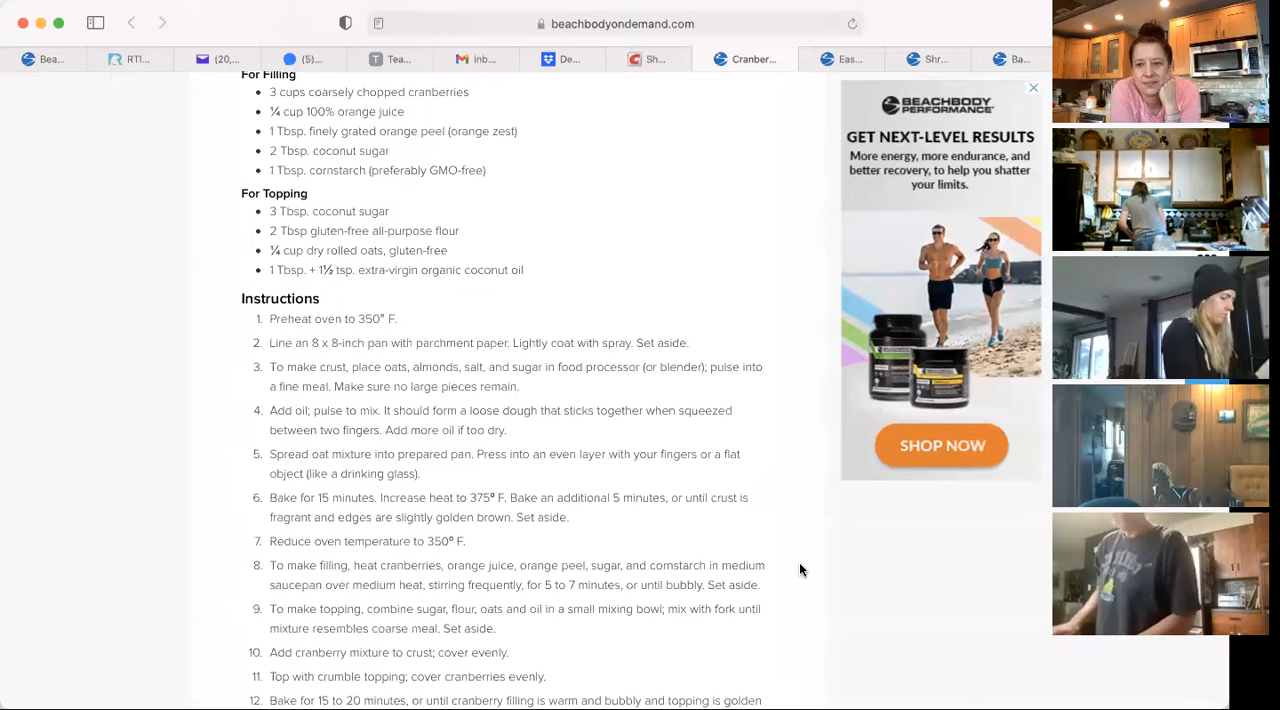 beachbodyondemand.com
Bea...
RTI...
(20,...
(5)...
Tea...
Inb...
De...
Sh...
Cranber...
Eas...
Shr...
Ba...
For Filling
3 cups coarsely chopped cranberries
¼ cup 100% orange juice
1 Tbsp. finely grated orange peel (orange zest)
2 Tbsp. coconut sugar
1 Tbsp. cornstarch (preferably GMO-free)
For Topping
3 Tbsp. coconut sugar
2 Tbsp gluten-free all-purpose flour
¼ cup dry rolled oats, gluten-free
1 Tbsp. + 1½ tsp. extra-virgin organic coconut oil
Instructions
1. Preheat oven to 350° F.
2. Line an 8 x 8-inch pan with parchment paper. Lightly coat with spray. Set aside.
3. To make crust, place oats, almonds, salt, and sugar in food processor (or blender); pulse into
a fine meal. Make sure no large pieces remain.
4. Add oil; pulse to mix. It should form a loose dough that sticks together when squeezed
between two fingers. Add more oil if too dry.
5. Spread oat mixture into prepared pan. Press into an even layer with your fingers or a flat
object (like a drinking glass).
6. Bake for 15 minutes. Increase heat to 375º F. Bake an additional 5 minutes, or until crust is
fragrant and edges are slightly golden brown. Set aside.
7. Reduce oven temperature to 350º F.
8. To make filling, heat cranberries, orange juice, orange peel, sugar, and cornstarch in medium
saucepan over medium heat, stirring frequently, for 5 to 7 minutes, or until bubbly. Set aside.
9. To make topping, combine sugar, flour, oats and oil in a small mixing bowl; mix with fork until
mixture resembles coarse meal. Set aside.
10. Add cranberry mixture to crust; cover evenly.
11. Top with crumble topping; cover cranberries evenly.
12. Bake for 15 to 20 minutes, or until cranberry filling is warm and bubbly and topping is golden
BEACHBODY
PERFORMANCE
GET NEXT-LEVEL RESULTS
More energy, more endurance, and
better recovery, to help you shatter
your limits.
SHOP NOW